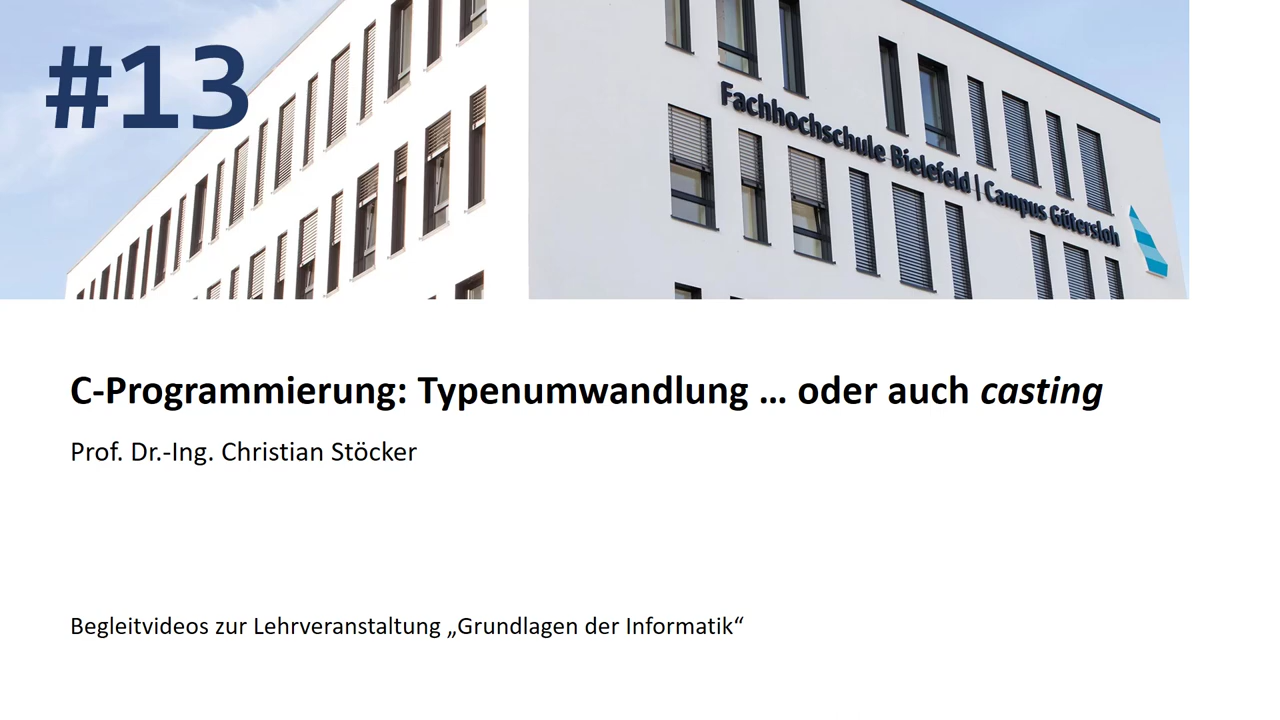 #13
Fachhochschule Bielefeld | Campus Gütersloh
C-Programmierung: Typenumwandlung … oder auch casting
Prof. Dr.-Ing. Christian Stöcker
Begleitvideos zur Lehrveranstaltung „Grundlagen der Informatik“